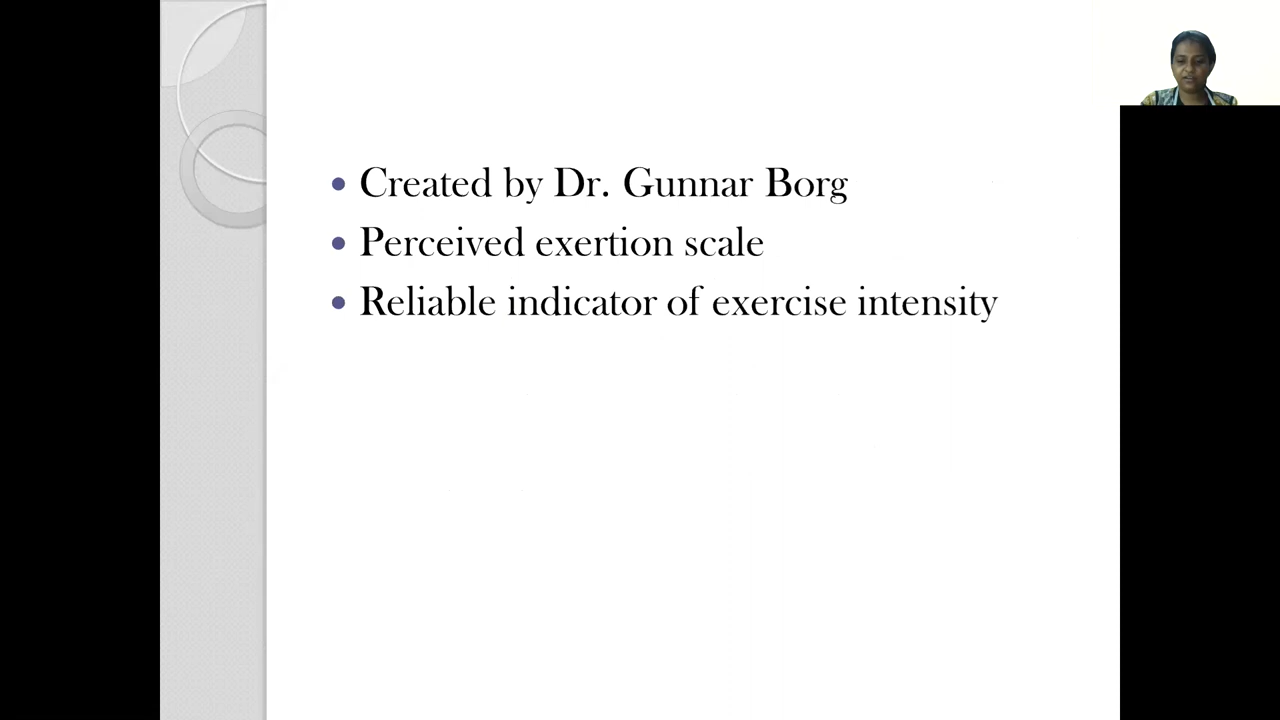 Created by Dr. Gunnar Borg
Perceived exertion scale
Reliable indicator of exercise intensity